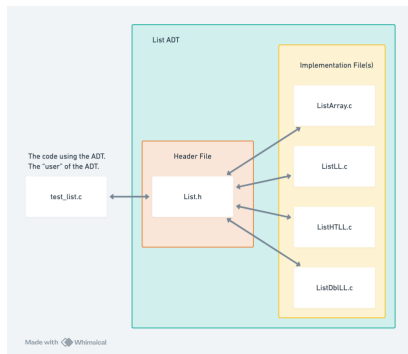 List ADT
Implementation File(s)
ListArray.c
The code using the ADT.
The "user" of the ADT.
Header File
ListLL.c
test_list.c
List.h
ListHTLL.c
ListDblLL.c
Made with Whimsical